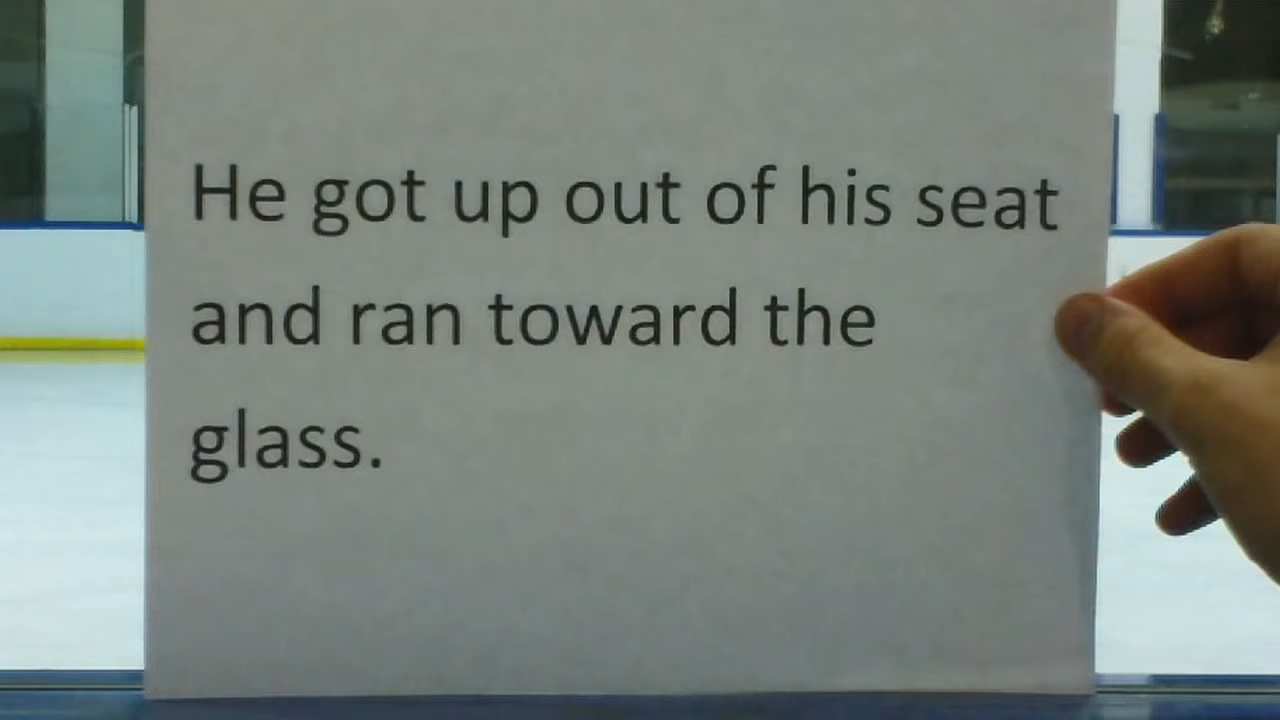 He got up out of his seat
and ran toward the
glass.